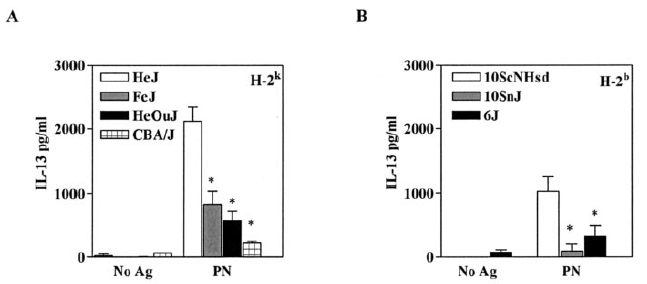 A
B
3000
2000
1000
0
IL-13 pg/ml
HeJ
FeJ
HeOuJ
CBA/J
H-2k
*
*
*
No Ag
PN
3000
2000
1000
0
IL-13 pg/ml
10ScNHsd
10SnJ
6J
H-2b
*
*
No Ag
PN